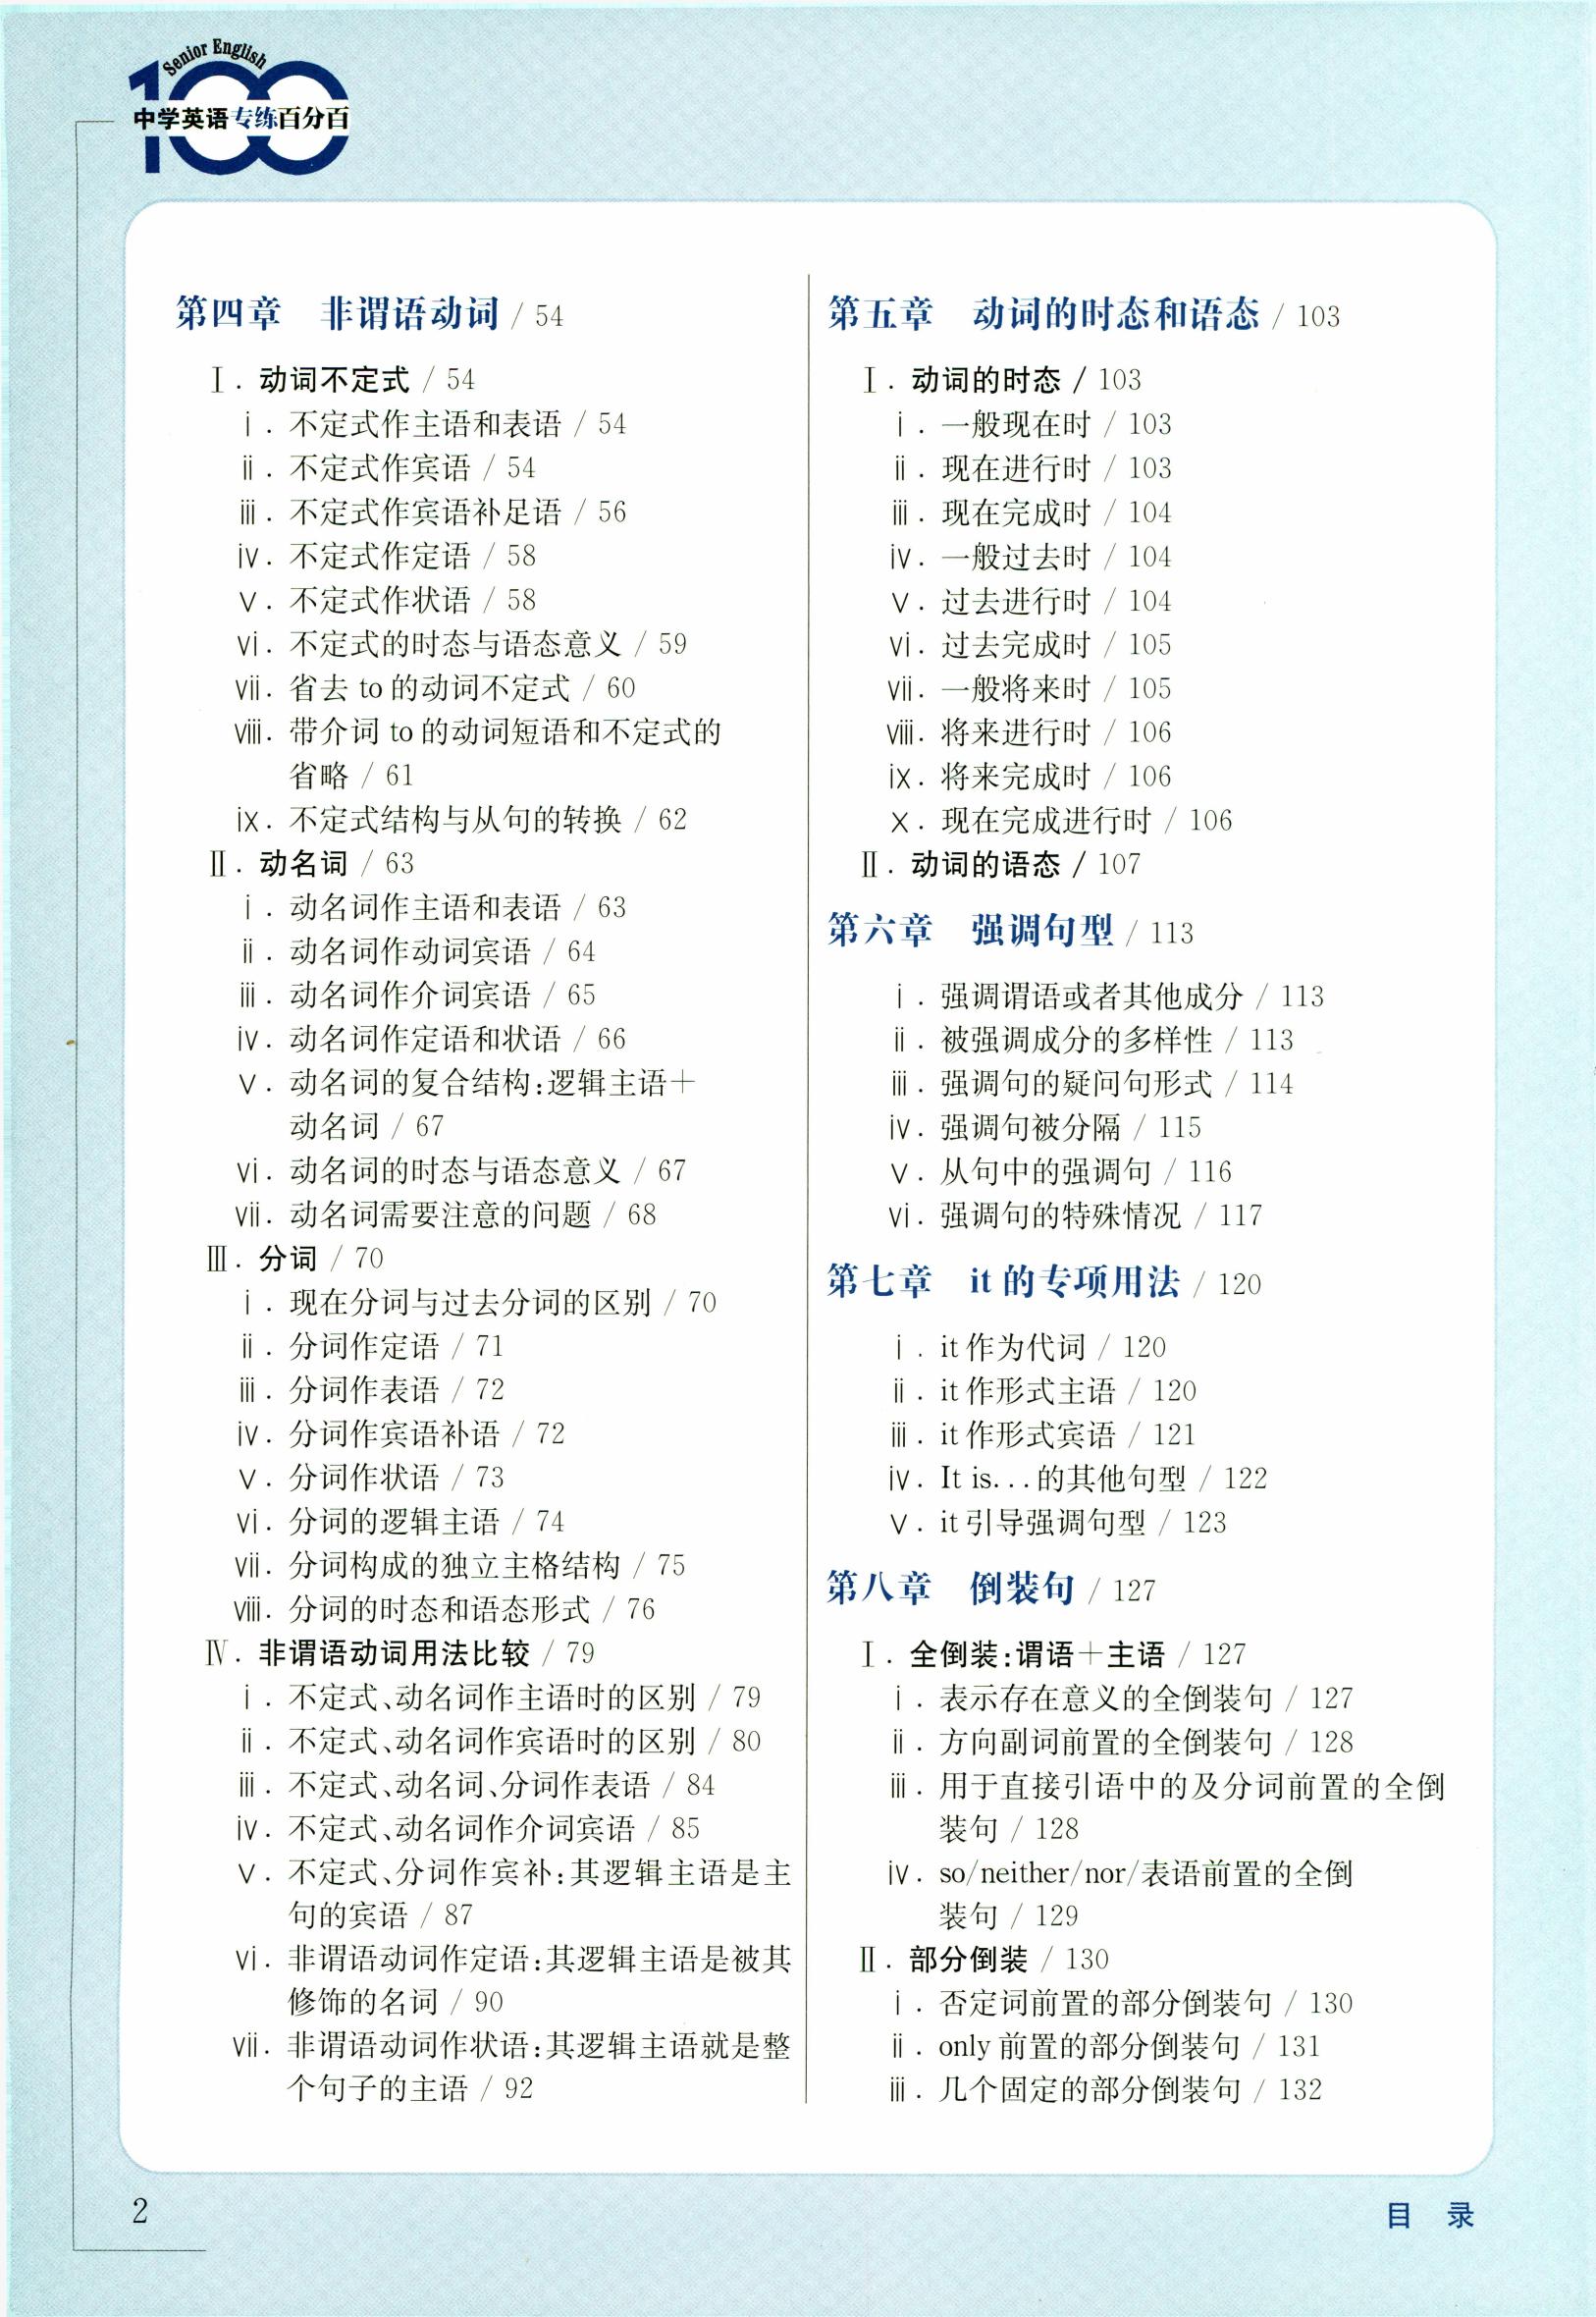 Senior English
100
中学英语专练百分百
第四章　非谓语动词 / 54
Ⅰ. 动词不定式 / 54
ⅰ. 不定式作主语和表语 / 54
ⅱ. 不定式作宾语 / 54
ⅲ. 不定式作宾语补足语 / 56
ⅳ. 不定式作定语 / 58
ⅴ. 不定式作状语 / 58
ⅵ. 不定式的时态与语态意义 / 59
ⅶ. 省去 to 的动词不定式 / 60
ⅷ. 带介词 to 的动词短语和不定式的
省略 / 61
ⅸ. 不定式结构与从句的转换 / 62
Ⅱ. 动名词 / 63
ⅰ. 动名词作主语和表语 / 63
ⅱ. 动名词作动词宾语 / 64
ⅲ. 动名词作介词宾语 / 65
ⅳ. 动名词作定语和状语 / 66
ⅴ. 动名词的复合结构:逻辑主语＋
动名词 / 67
ⅵ. 动名词的时态与语态意义 / 67
ⅶ. 动名词需要注意的问题 / 68
Ⅲ. 分词 / 70
ⅰ. 现在分词与过去分词的区别 / 70
ⅱ. 分词作定语 / 71
ⅲ. 分词作表语 / 72
ⅳ. 分词作宾语补语 / 72
ⅴ. 分词作状语 / 73
ⅵ. 分词的逻辑主语 / 74
ⅶ. 分词构成的独立主格结构 / 75
ⅷ. 分词的时态和语态形式 / 76
Ⅳ. 非谓语动词用法比较 / 79
ⅰ. 不定式、动名词作主语时的区别 / 79
ⅱ. 不定式、动名词作宾语时的区别 / 80
ⅲ. 不定式、动名词、分词作表语 / 84
ⅳ. 不定式、动名词作介词宾语 / 85
ⅴ. 不定式、分词作宾补:其逻辑主语是主
句的宾语 / 87
ⅵ. 非谓语动词作定语:其逻辑主语是被其
修饰的名词 / 90
ⅶ. 非谓语动词作状语:其逻辑主语就是整
个句子的主语 / 92
第五章　动词的时态和语态 / 103
Ⅰ. 动词的时态 / 103
ⅰ. 一般现在时 / 103
ⅱ. 现在进行时 / 103
ⅲ. 现在完成时 / 104
ⅳ. 一般过去时 / 104
ⅴ. 过去进行时 / 104
ⅵ. 过去完成时 / 105
ⅶ. 一般将来时 / 105
ⅷ. 将来进行时 / 106
ⅸ. 将来完成时 / 106
ⅹ. 现在完成进行时 / 106
Ⅱ. 动词的语态 / 107
第六章　强调句型 / 113
ⅰ. 强调谓语或者其他成分 / 113
ⅱ. 被强调成分的多样性 / 113
ⅲ. 强调句的疑问句形式 / 114
ⅳ. 强调句被分隔 / 115
ⅴ. 从句中的强调句 / 116
ⅵ. 强调句的特殊情况 / 117
第七章　it 的专项用法 / 120
ⅰ. it 作为代词 / 120
ⅱ. it 作形式主语 / 120
ⅲ. it 作形式宾语 / 121
ⅳ. It is... 的其他句型 / 122
ⅴ. it 引导强调句型 / 123
第八章　倒装句 / 127
Ⅰ. 全倒装:谓语＋主语 / 127
ⅰ. 表示存在意义的全倒装句 / 127
ⅱ. 方向副词前置的全倒装句 / 128
ⅲ. 用于直接引语中的及分词前置的全倒
装句 / 128
ⅳ. so/neither/nor/表语前置的全倒
装句 / 129
Ⅱ. 部分倒装 / 130
ⅰ. 否定词前置的部分倒装句 / 130
ⅱ. only 前置的部分倒装句 / 131
ⅲ. 几个固定的部分倒装句 / 132
2
目　录